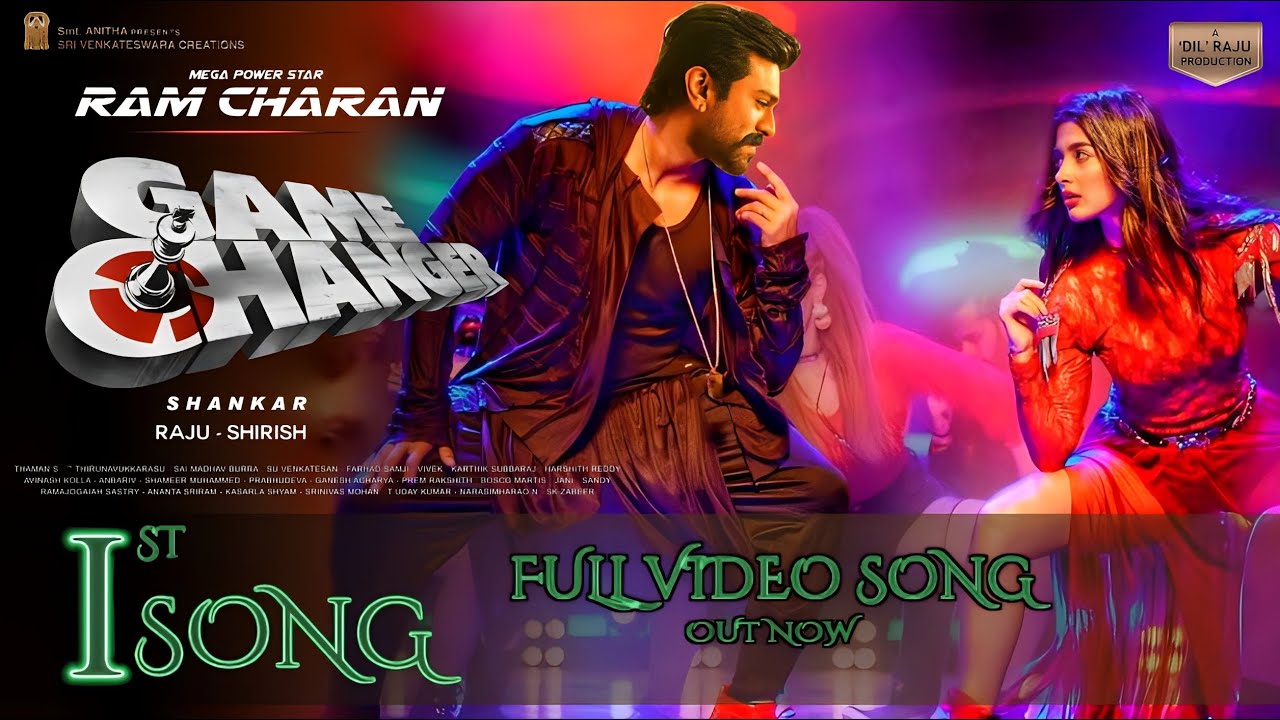 Smt. ANITHA PRESENTS
SRI VENKATESWARA CREATIONS
A
'DIL' RAJU
PRODUCTION
MEGA POWER STAR
RAM CHARAN
GAME
CHANGER
SHANKAR
RAJU - SHIRISH
THAMAN S THIRUNAVUKKARASU SAI MADHAV BURRA SU VENKATESAN FARHAD SAMJI VIVEK KARTHIK SUBBARAJ HARSHITH REDDY
AVINASH KOLLA - ANBARIV - SHAMEER MUHAMMED - PRABHUDEVA - GANESH ACHARYA - PREM RAKSHITH BOSCO MARTIS JANI SANDY
RAMAJOGAIAH SASTRY - ANANTA SRIRAM - KASARLA SHYAM - SRINIVAS MOHAN T UDAY KUMAR - NARASIMHARAO N SK ZABEER
1ST
SONG
FULL VIDEO SONG
OUT NOW